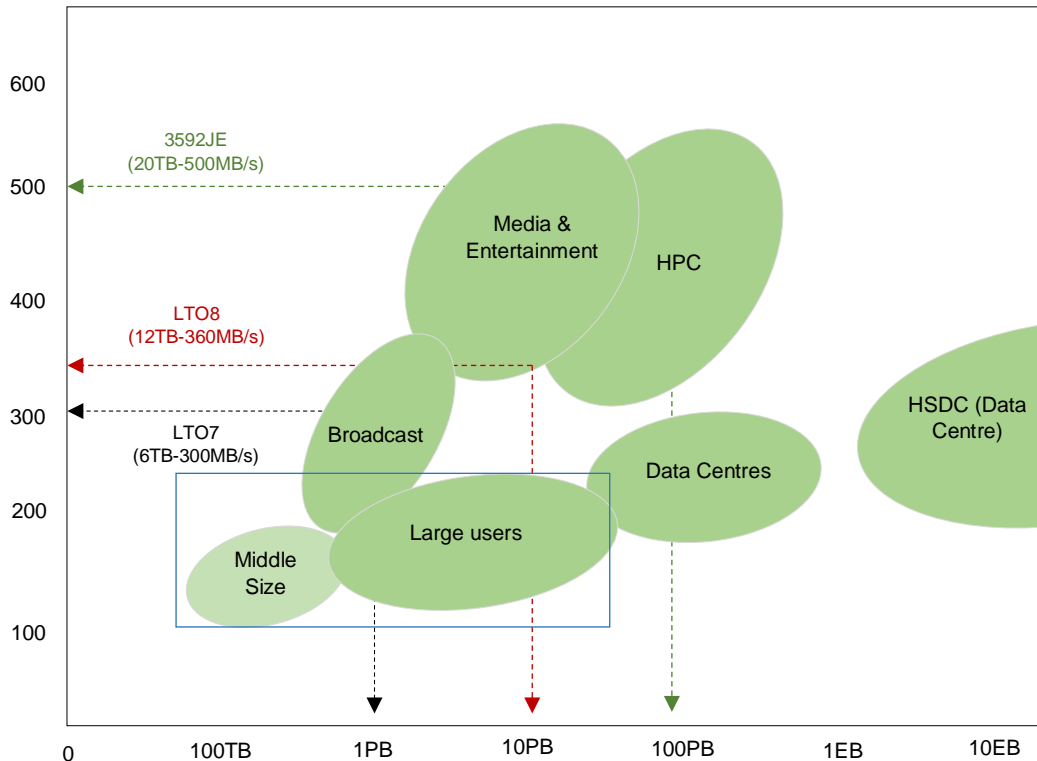 600
3592JE
(20TB-500MB/s)
500
Media &
Entertainment
HPC
400
LTO8
(12TB-360MB/s)
300
LTO7
(6TB-300MB/s)
Broadcast
HSDC (Data
Centre)
Data Centres
200
Large users
Middle
Size
100
0
100TB
1PB
10PB
100PB
1EB
10EB